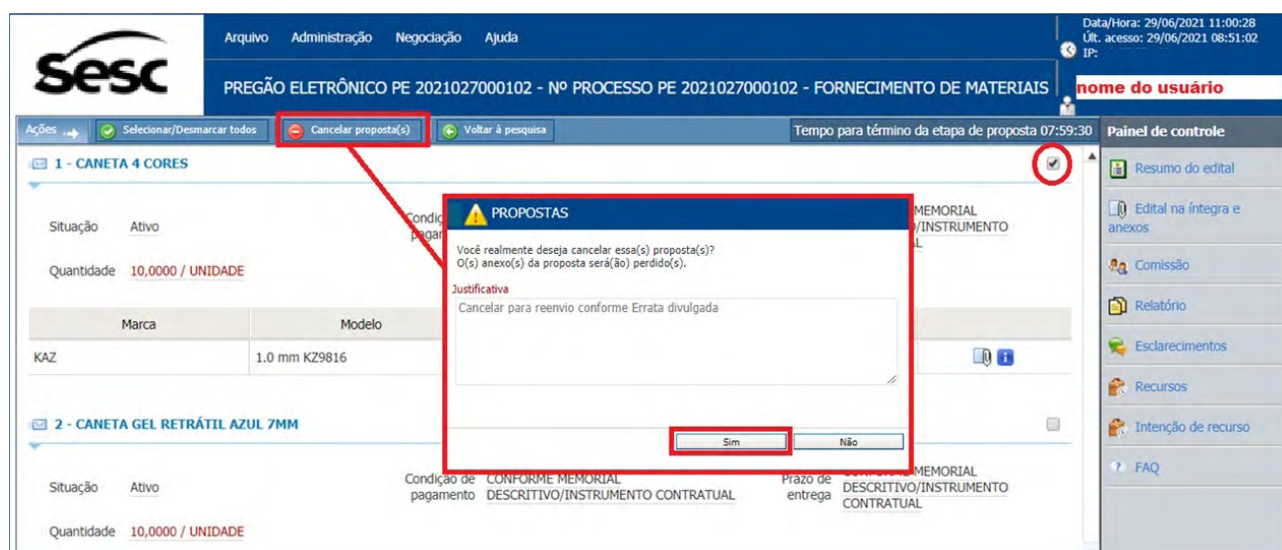 Sesc
Arquivo Administração Negociação Ajuda
Data/Hora: 29/06/2021 11:00:28
Últ. acesso: 29/06/2021 08:51:02
IP:
PREGÃO ELETRÔNICO PE 2021027000102 - Nº PROCESSO PE 2021027000102 - FORNECIMENTO DE MATERIAIS
nome do usuário
Ações Selecionar/Desmarcar todos Cancelar proposta(s) Voltar à pesquisa Tempo para término da etapa de proposta 07:59:30
Painel de controle
Resumo do edital
Edital na íntegra e
anexos
Comissão
Relatório
Esclarecimentos
Recursos
Intenção de recurso
FAQ
1 - CANETA 4 CORES
Situação Ativo
Quantidade 10,0000 / UNIDADE
Marca Modelo
KAZ 1.0 mm KZ9816
PROPOSTAS
Você realmente deseja cancelar essa(s) proposta(s)?
O(s) anexo(s) da proposta será(ão) perdido(s).
Justificativa
Cancelar para reenvio conforme Errata divulgada
Sim Não
MEMORIAL
/INSTRUMENTO
2 - CANETA GEL RETRÁTIL AZUL 7MM
Situação Ativo
Condição de pagamento
CONFORME MEMORIAL
DESCRITIVO/INSTRUMENTO CONTRATUAL
Prazo de entrega
MEMORIAL
DESCRITIVO/INSTRUMENTO
CONTRATUAL
Quantidade 10,0000 / UNIDADE